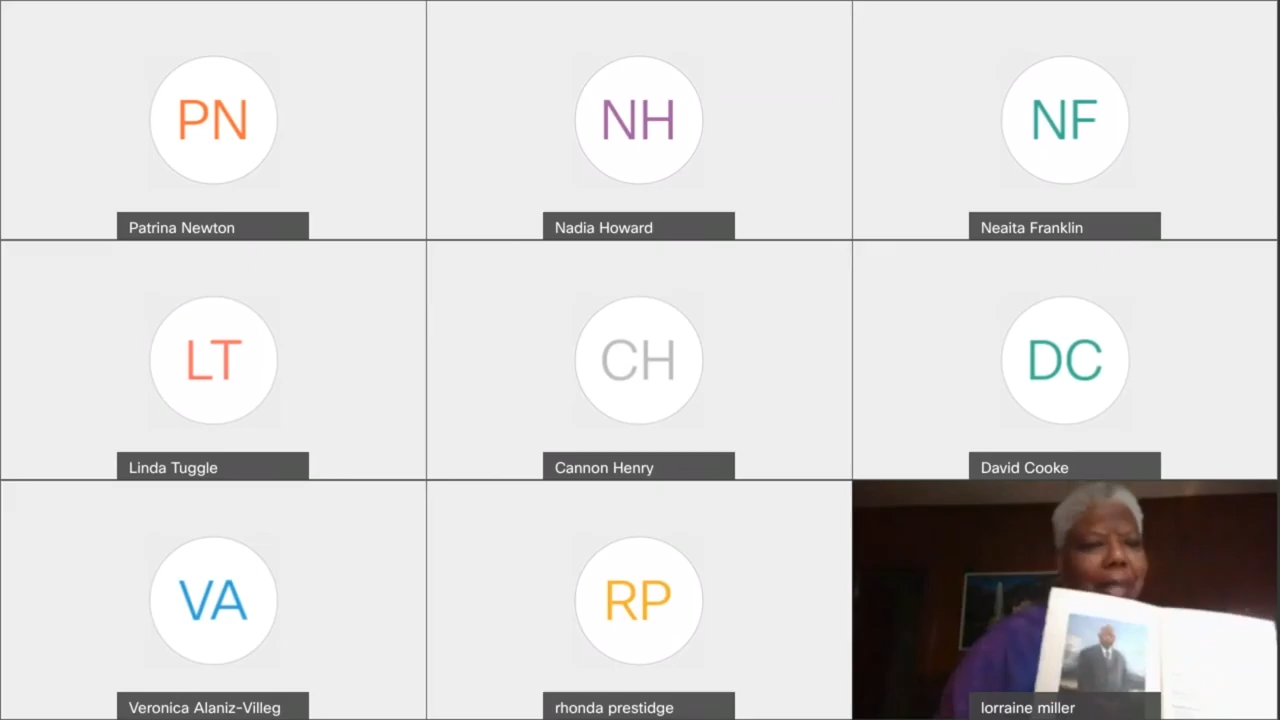 PN
NH
NF
Patrina Newton
Nadia Howard
Neaita Franklin
LT
CH
DC
Linda Tuggle
Cannon Henry
David Cooke
VA
RP
Veronica Alaniz-Villeg
rhonda prestidge
lorraine miller